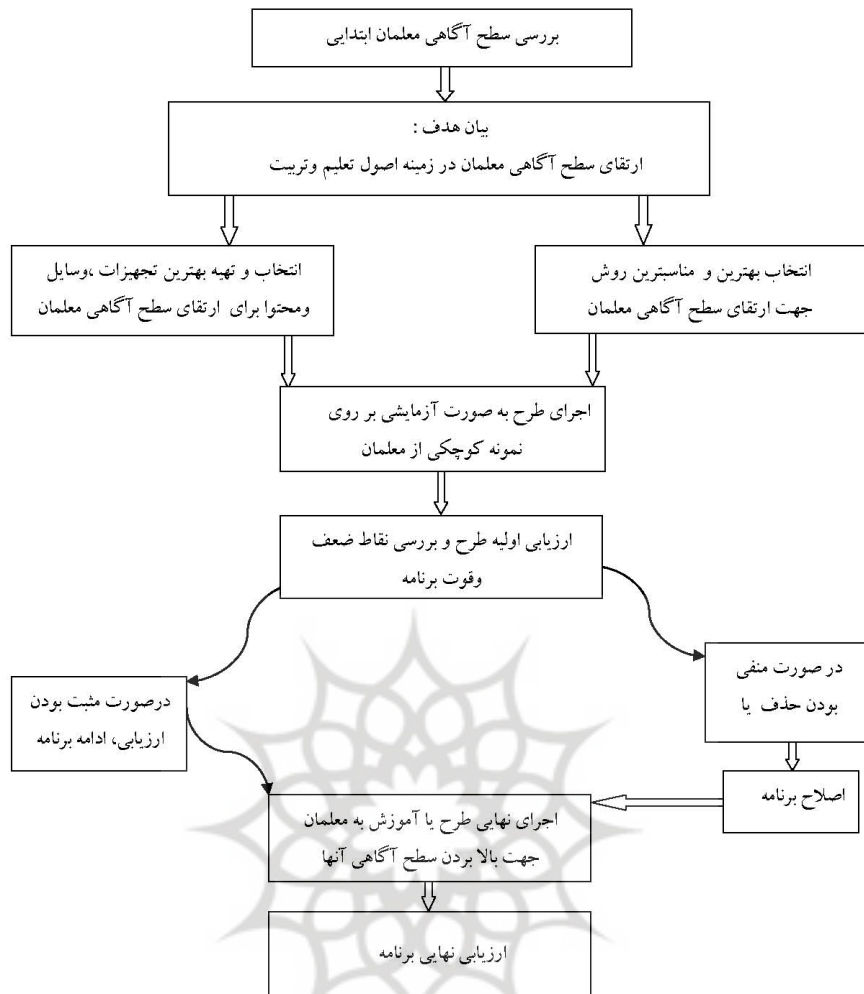 بررسی سطح آگاهی معلمان ابتدایی
بیان هدف :
ارتقای سطح آگاهی معلمان در زمینه اصول تعلیم وتربیت
انتخاب بهترین و مناسبترین روش
جهت ارتقای سطح آگاهی معلمان
انتخاب و تهیه بهترین تجهیزات ،وسایل
ومحتوا برای ارتقای سطح آگاهی معلمان
اجرای طرح به صورت آزمایشی بر روی
نمونه کوچکی از معلمان
ارزیابی اولیه طرح و بررسی نقاط ضعف
وقوت برنامه
در صورت منفی
بودن حذف یا
درصورت مثبت بودن
ارزیابی، ادامه برنامه
اصلاح برنامه
اجرای نهایی طرح یا آموزش به معلمان
جهت بالا بردن سطح آگاهی آنها
ارزیابی نهایی برنامه